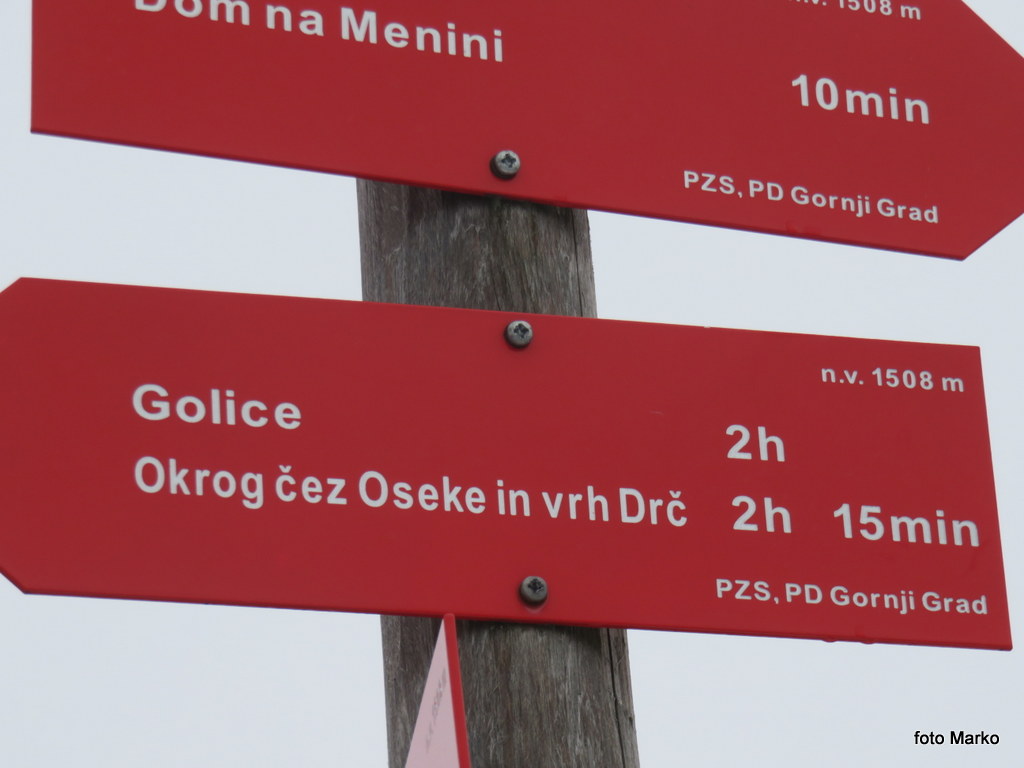 Dom na Menini
n.v. 1508 m
10min
PZS, PD Gornji Grad
n.v. 1508 m
Golice 2h
Okrog čez Oseke in vrh Drč 2h 15min
PZS, PD Gornji Grad
foto Marko